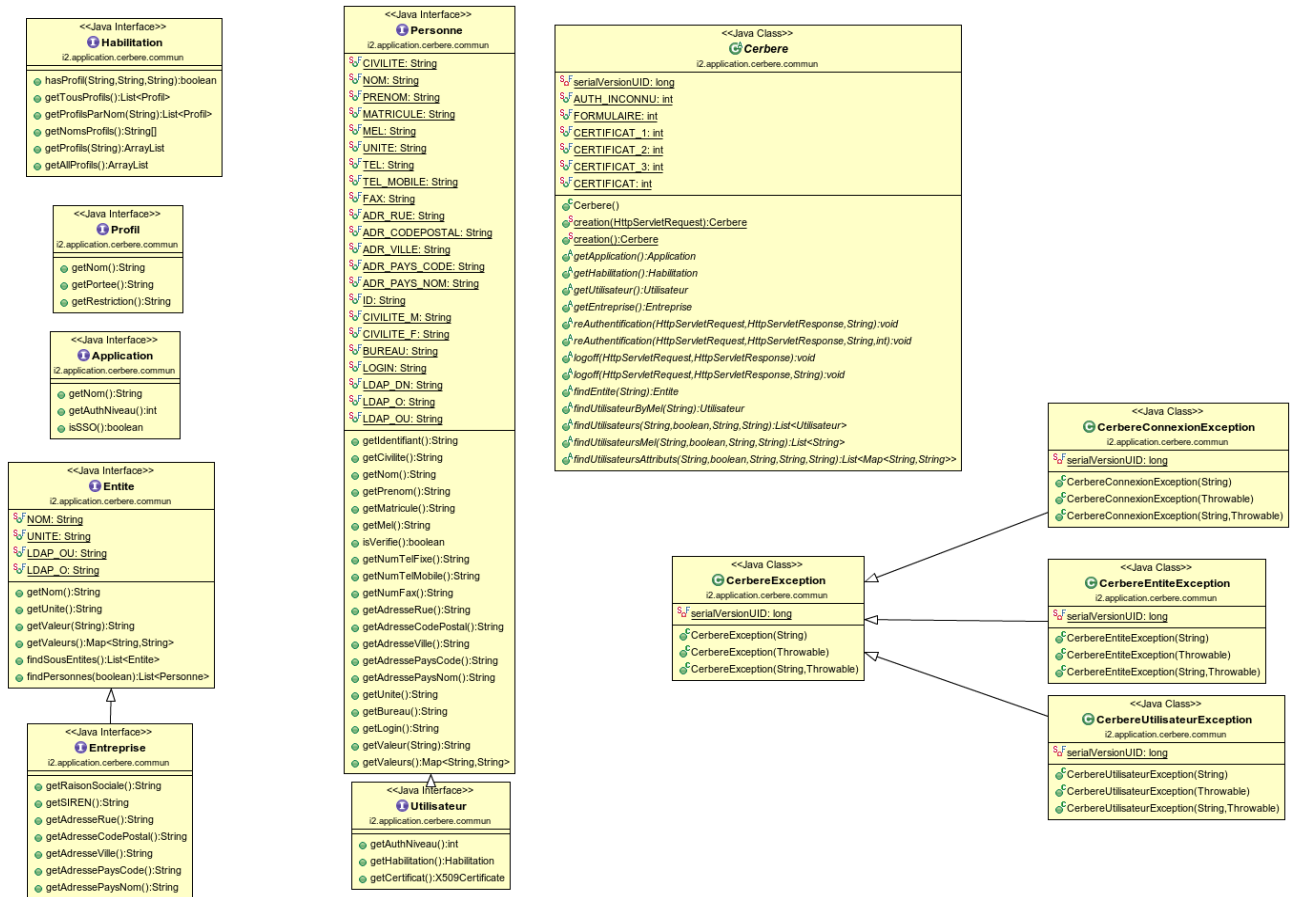 <<Java Interface>>
Habilitation
i2.application.cerbere.commun
hasProfil(String,String,String):boolean
getTousProfils():List<Profil>
getProfilsParNom(String):List<Profil>
getNomsProfils():String[]
getProfils(String):ArrayList
getAllProfils():ArrayList
<<Java Interface>>
Profil
i2.application.cerbere.commun
getNom():String
getPortee():String
getRestriction():String
<<Java Interface>>
Application
i2.application.cerbere.commun
getNom():String
getAuthNiveau():int
isSSO():boolean
<<Java Interface>>
Entite
i2.application.cerbere.commun
NOM: String
UNITE: String
LDAP_OU: String
LDAP_O: String
getNom():String
getUnite():String
getValeur(String):String
getValeurs():Map<String,String>
findSousEntites():List<Entite>
findPersonnes(boolean):List<Personne>
<<Java Interface>>
Entreprise
i2.application.cerbere.commun
getRaisonSociale():String
getSIREN():String
getAdresseRue():String
getAdresseCodePostal():String
getAdresseVille():String
getAdressePaysCode():String
getAdressePaysNom():String
<<Java Interface>>
Personne
i2.application.cerbere.commun
CIVILITE: String
NOM: String
PRENOM: String
MATRICULE: String
MEL: String
UNITE: String
TEL: String
TEL_MOBILE: String
FAX: String
ADR_RUE: String
ADR_CODEPOSTAL: String
ADR_VILLE: String
ADR_PAYS_CODE: String
ADR_PAYS_NOM: String
ID: String
CIVILITE_M: String
CIVILITE_F: String
BUREAU: String
LOGIN: String
LDAP_DN: String
LDAP_O: String
LDAP_OU: String
getIdentifiant():String
getCivilite():String
getNom():String
getPrenom():String
getMatricule():String
getMel():String
isVerifie():boolean
getNumTelFixe():String
getNumTelMobile():String
getNumFax():String
getAdresseRue():String
getAdresseCodePostal():String
getAdresseVille():String
getAdressePaysCode():String
getAdressePaysNom():String
getUnite():String
getBureau():String
getLogin():String
getValeur(String):String
getValeurs():Map<String,String>
<<Java Interface>>
Utilisateur
i2.application.cerbere.commun
getAuthNiveau():int
getHabilitation():Habilitation
getCertificat():X509Certificate
<<Java Class>>
Cerbere
i2.application.cerbere.commun
serialVersionUID: long
AUTH_INCONNU: int
FORMULAIRE: int
CERTIFICAT_1: int
CERTIFICAT_2: int
CERTIFICAT_3: int
CERTIFICAT: int
Cerbere()
creation(HttpServletRequest):Cerbere
creation():Cerbere
getApplication():Application
getHabilitation():Habilitation
getUtilisateur():Utilisateur
getEntreprise():Entreprise
reAuthentification(HttpServletRequest,HttpServletResponse,String):void
reAuthentification(HttpServletRequest,HttpServletResponse,String,int):void
logoff(HttpServletRequest,HttpServletResponse):void
logoff(HttpServletRequest,HttpServletResponse,String):void
findEntite(String):Entite
findUtilisateurByMel(String):Utilisateur
findUtilisateurs(String,boolean,String,String):List<Utilisateur>
findUtilisateursMel(String,boolean,String,String):List<String>
findUtilisateursAttributs(String,boolean,String,String,String):List<Map<String,String>>
<<Java Class>>
CerbereException
i2.application.cerbere.commun
serialVersionUID: long
CerbereException(String)
CerbereException(Throwable)
CerbereException(String,Throwable)
<<Java Class>>
CerbereConnexionException
i2.application.cerbere.commun
serialVersionUID: long
CerbereConnexionException(String)
CerbereConnexionException(Throwable)
CerbereConnexionException(String,Throwable)
<<Java Class>>
CerbereEntiteException
i2.application.cerbere.commun
serialVersionUID: long
CerbereEntiteException(String)
CerbereEntiteException(Throwable)
CerbereEntiteException(String,Throwable)
<<Java Class>>
CerbereUtilisateurException
i2.application.cerbere.commun
serialVersionUID: long
CerbereUtilisateurException(String)
CerbereUtilisateurException(Throwable)
CerbereUtilisateurException(String,Throwable)